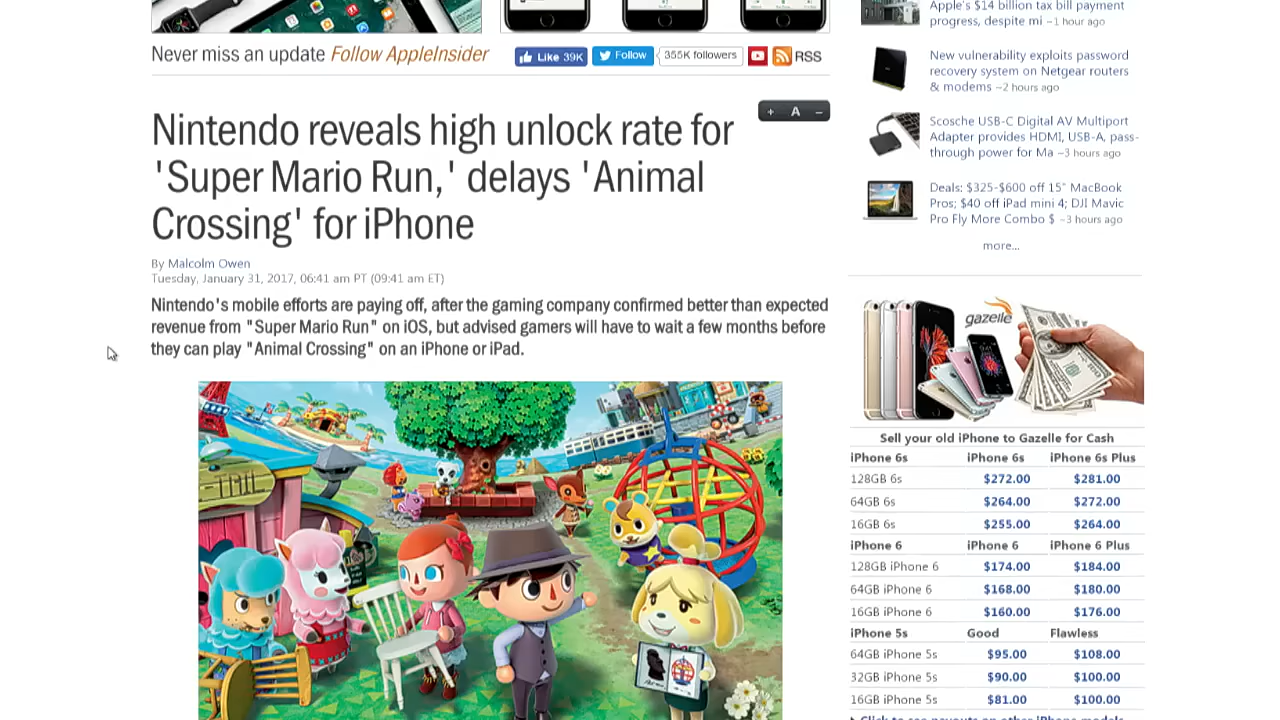 Never miss an update Follow AppleInsider
Like 39K
Follow
355K followers
RSS
+ A –
Nintendo reveals high unlock rate for
'Super Mario Run,' delays 'Animal
Crossing' for iPhone
By Malcolm Owen
Tuesday, January 31, 2017, 06:41 am PT (09:41 am ET)
Nintendo's mobile efforts are paying off, after the gaming company confirmed better than expected
revenue from "Super Mario Run" on iOS, but advised gamers will have to wait a few months before
they can play "Animal Crossing" on an iPhone or iPad.
-TAIL
Apple's $14 billion tax bill payment
progress, despite mi ~1 hour ago
New vulnerability exploits password
recovery system on Netgear routers
& modems ~2 hours ago
Scosche USB-C Digital AV Multiport
Adapter provides HDMI, USB-A, pass-
through power for Ma ~3 hours ago
Deals: $325-$600 off 15" MacBook
Pros; $40 off iPad mini 4; DJI Mavic
Pro Fly More Combo $ ~3 hours ago
more...
gazelle
Sell your old iPhone to Gazelle for Cash
iPhone 6s iPhone 6s iPhone 6s Plus
128GB 6s $272.00 $281.00
64GB 6s $264.00 $272.00
16GB 6s $255.00 $264.00
iPhone 6 iPhone 6 iPhone 6 Plus
128GB iPhone 6 $174.00 $184.00
64GB iPhone 6 $168.00 $180.00
16GB iPhone 6 $160.00 $176.00
iPhone 5s Good Flawless
64GB iPhone 5s $95.00 $108.00
32GB iPhone 5s $90.00 $100.00
16GB iPhone 5s $81.00 $100.00
Click to see payouts on other iPhone models